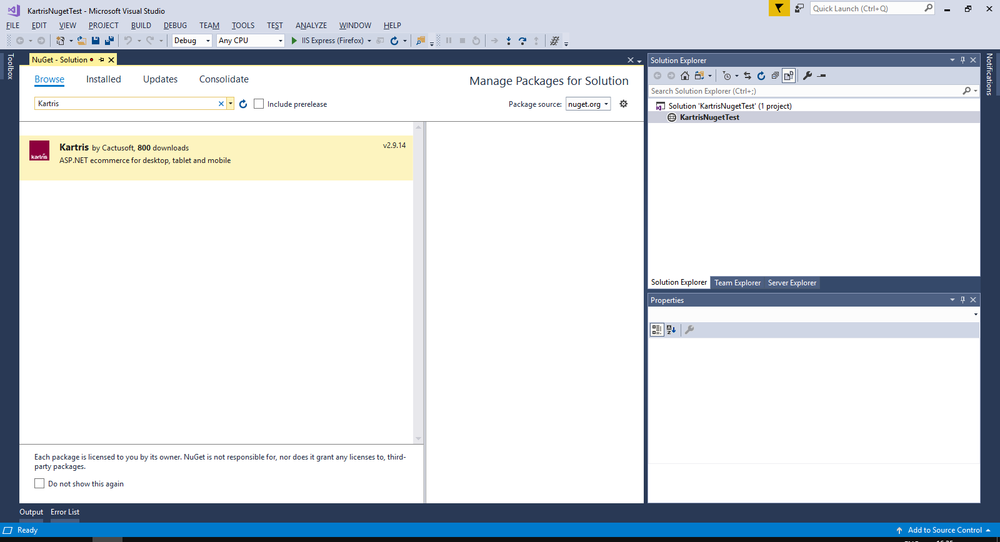 KartrisNugetTest - Microsoft Visual Studio
Quick Launch (Ctrl+Q)
FILE EDIT VIEW PROJECT BUILD DEBUG TEAM TOOLS TEST ANALYZE WINDOW HELP
Debug Any CPU IIS Express (Firefox)
Toolbox
NuGet - Solution
Browse Installed Updates Consolidate
Manage Packages for Solution
Kartris
Include prerelease
Package source: nuget.org
kartris
Kartris by Cactusoft, 800 downloads
v2.9.14
ASP.NET ecommerce for desktop, tablet and mobile
Each package is licensed to you by its owner. NuGet is not responsible for, nor does it grant any licenses to, third-
party packages.
Do not show this again
Solution Explorer
Search Solution Explorer (Ctrl+;)
Solution 'KartrisNugetTest' (1 project)
KartrisNugetTest
Solution Explorer Team Explorer Server Explorer
Properties
Notifications
Output Error List
Ready
Add to Source Control